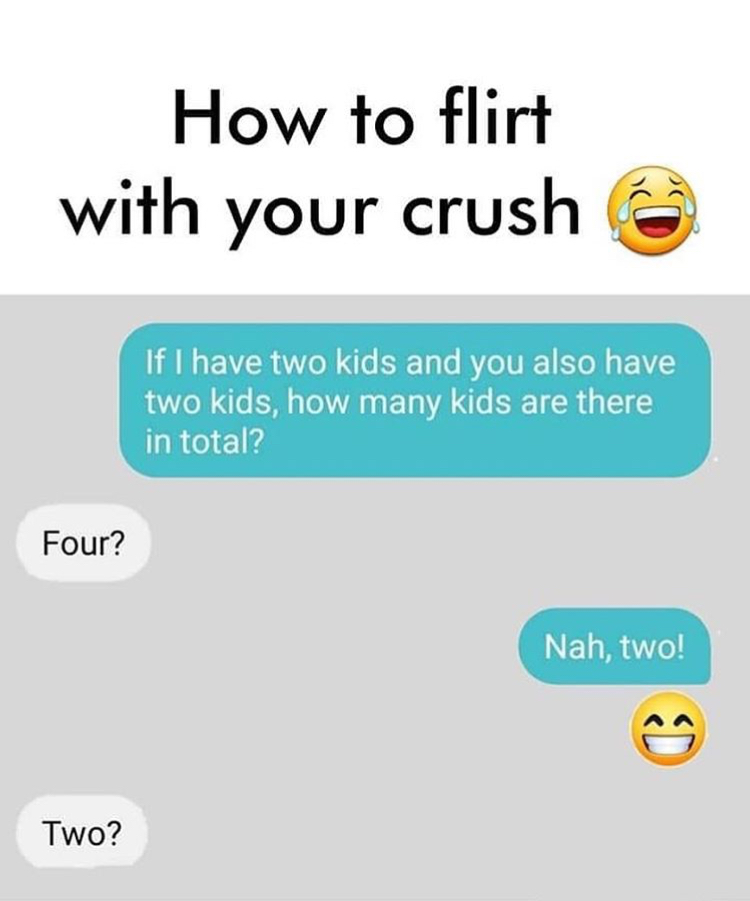 How to flirt
with your crush 😂
If I have two kids and you also have
two kids, how many kids are there
in total?
Four?
Nah, two!
😁
Two?